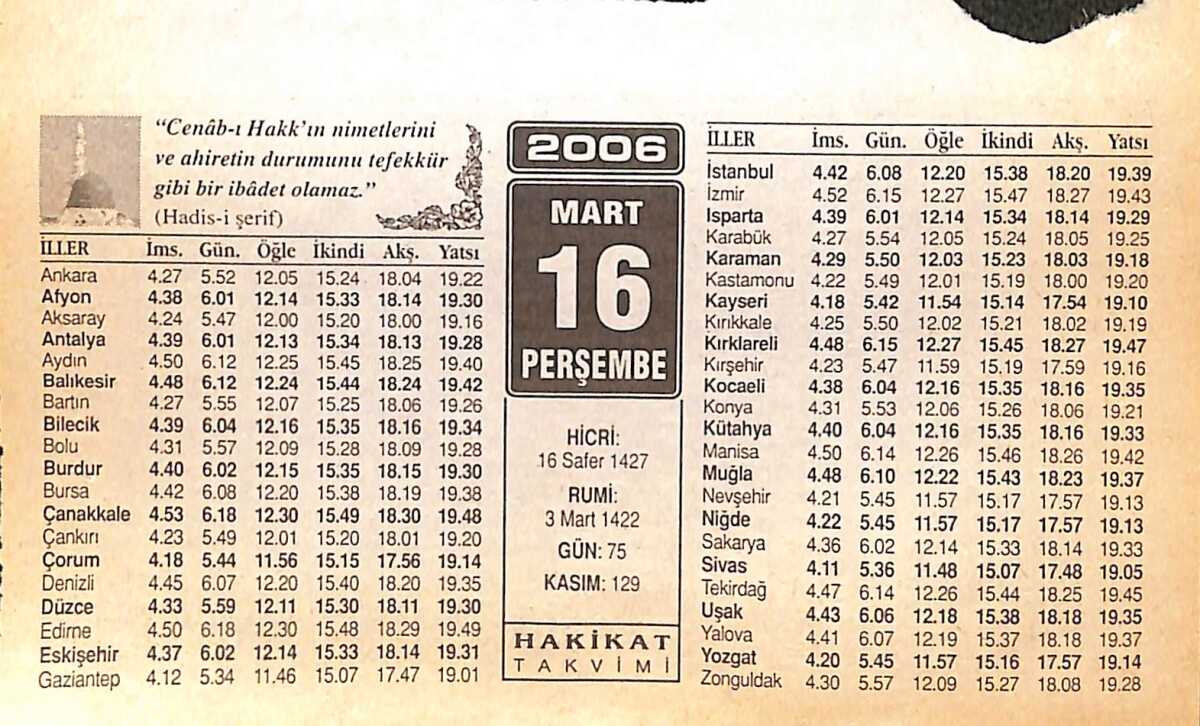 "Cenâb-ı Hakk'ın nimetlerini
ve ahiretin durumunu tefekkür
gibi bir ibâdet olamaz."
(Hadis-i şerif)
İLLER İms. Gün. Öğle İkindi Akş. Yatsı
Ankara 4.27 5.52 12.05 15.24 18.04 19.22
Afyon 4.38 6.01 12.14 15.33 18.14 19.30
Aksaray 4.24 5.47 12.00 15.20 18.00 19.16
Antalya 4.39 6.01 12.13 15.34 18.13 19.28
Aydın 4.50 6.12 12.25 15.45 18.25 19.40
Balıkesir 4.48 6.12 12.24 15.44 18.24 19.42
Bartın 4.27 5.55 12.07 15.25 18.06 19.26
Bilecik 4.39 6.04 12.16 15.35 18.16 19.34
Bolu 4.31 5.57 12.09 15.28 18.09 19.28
Burdur 4.40 6.02 12.15 15.35 18.15 19.30
Bursa 4.42 6.08 12.20 15.38 18.19 19.38
Çanakkale 4.53 6.18 12.30 15.49 18.30 19.48
Çankırı 4.23 5.49 12.01 15.20 18.01 19.20
Çorum 4.18 5.44 11.56 15.15 17.56 19.14
Denizli 4.45 6.07 12.20 15.40 18.20 19.35
Düzce 4.33 5.59 12.11 15.30 18.11 19.30
Edirne 4.50 6.18 12.30 15.48 18.29 19.49
Eskişehir 4.37 6.02 12.14 15.33 18.14 19.31
Gaziantep 4.12 5.34 11.46 15.07 17.47 19.01
2006
MART
16
PERŞEMBE
HİCRİ:
16 Safer 1427
RUMİ:
3 Mart 1422
GÜN: 75
KASIM: 129
HAKİKAT
TAKVİMİ
İLLER İms. Gün. Öğle İkindi Akş. Yatsı
İstanbul 4.42 6.08 12.20 15.38 18.20 19.39
İzmir 4.52 6.15 12.27 15.47 18.27 19.43
Isparta 4.39 6.01 12.14 15.34 18.14 19.29
Karabük 4.27 5.54 12.05 15.24 18.05 19.25
Karaman 4.29 5.50 12.03 15.23 18.03 19.18
Kastamonu 4.22 5.49 12.01 15.19 18.00 19.20
Kayseri 4.18 5.42 11.54 15.14 17.54 19.10
Kırıkkale 4.25 5.50 12.02 15.21 18.02 19.19
Kırklareli 4.48 6.15 12.27 15.45 18.27 19.47
Kırşehir 4.23 5.47 11.59 15.19 17.59 19.16
Kocaeli 4.38 6.04 12.16 15.35 18.16 19.35
Konya 4.31 5.53 12.06 15.26 18.06 19.21
Kütahya 4.40 6.04 12.16 15.35 18.16 19.33
Manisa 4.50 6.14 12.26 15.46 18.26 19.42
Muğla 4.48 6.10 12.22 15.43 18.23 19.37
Nevşehir 4.21 5.45 11.57 15.17 17.57 19.13
Niğde 4.22 5.45 11.57 15.17 17.57 19.13
Sakarya 4.36 6.02 12.14 15.33 18.14 19.33
Sivas 4.11 5.36 11.48 15.07 17.48 19.05
Tekirdağ 4.47 6.14 12.26 15.44 18.25 19.45
Uşak 4.43 6.06 12.18 15.38 18.18 19.35
Yalova 4.41 6.07 12.19 15.37 18.18 19.37
Yozgat 4.20 5.45 11.57 15.16 17.57 19.14
Zonguldak 4.30 5.57 12.09 15.27 18.08 19.28